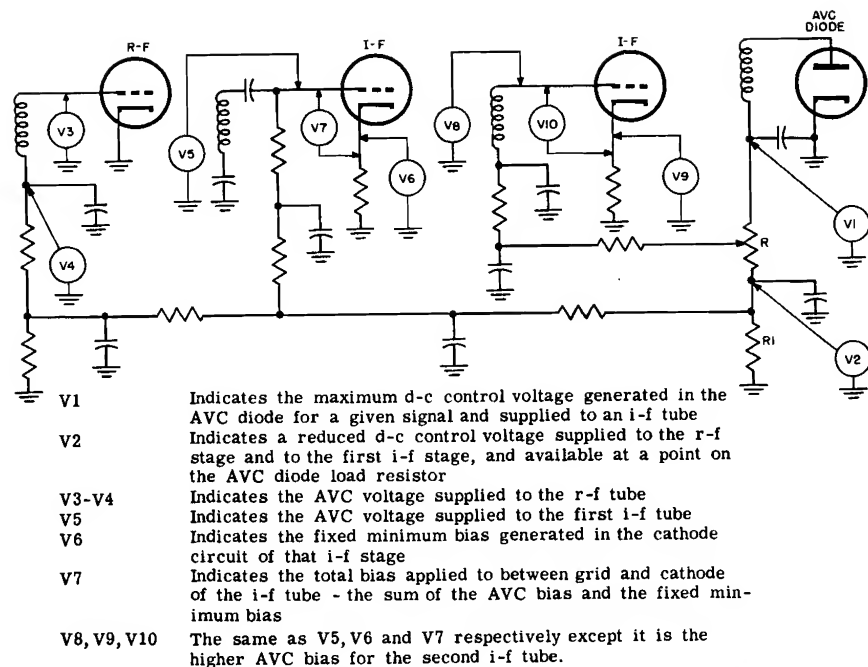 AVC
DIODE
R-F
I-F
I-F
V3
V5
V7
V8
V10
V6
V9
V4
R
V1
R1
V2
V1 Indicates the maximum d-c control voltage generated in the
AVC diode for a given signal and supplied to an i-f tube
V2 Indicates a reduced d-c control voltage supplied to the r-f
stage and to the first i-f stage, and available at a point on
the AVC diode load resistor
V3-V4 Indicates the AVC voltage supplied to the r-f tube
V5 Indicates the AVC voltage supplied to the first i-f tube
V6 Indicates the fixed minimum bias generated in the cathode
circuit of that i-f stage
V7 Indicates the total bias applied to between grid and cathode
of the i-f tube - the sum of the AVC bias and the fixed min-
imum bias
V8, V9, V10 The same as V5, V6 and V7 respectively except it is the
higher AVC bias for the second i-f tube.